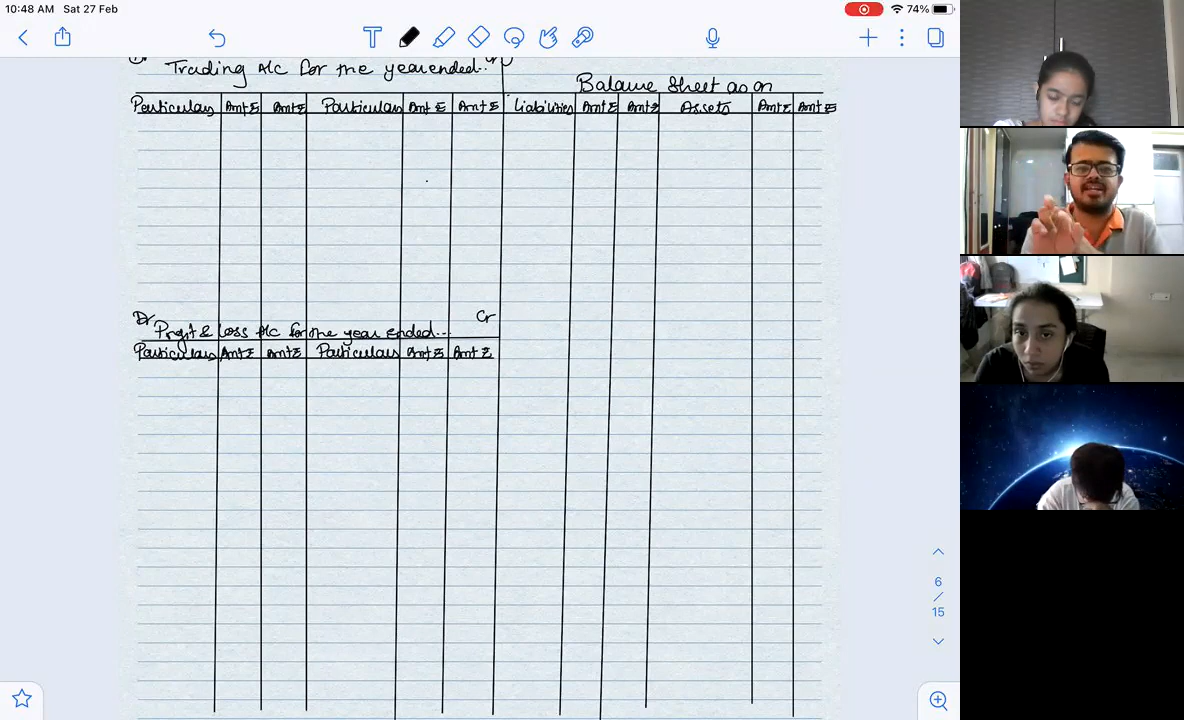 10:48 AM Sat 27 Feb
74%
Trading A/c for the year ended..
Balance Sheet as on
Particulars Amt ₹ Amt ₹ Particulars Amt ₹ Amt ₹ Liabilities Amt ₹ Amt ₹ Assets Amt ₹ Amt ₹
Dr Cr
Profit & Loss A/c for the year ended...
Particulars Amt ₹ Amt ₹ Particulars Amt ₹ Amt ₹
6
/
15